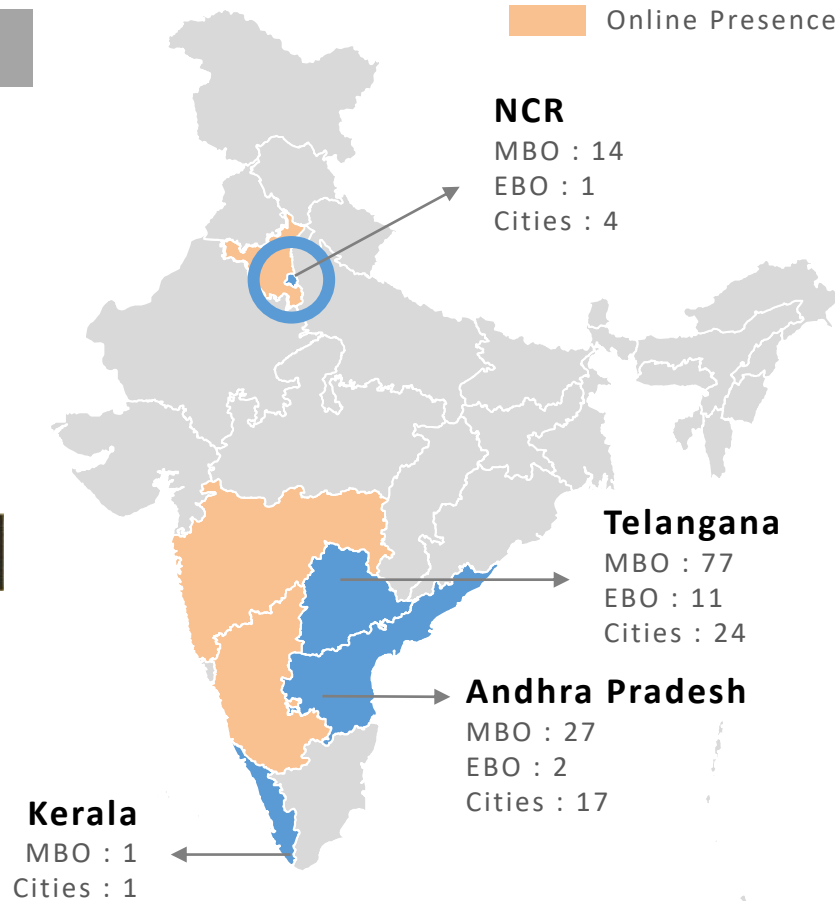 Online Presence
NCR
MBO : 14
EBO : 1
Cities : 4
Telangana
MBO : 77
EBO : 11
Cities : 24
Andhra Pradesh
MBO : 27
EBO : 2
Cities : 17
Kerala
MBO : 1
Cities : 1